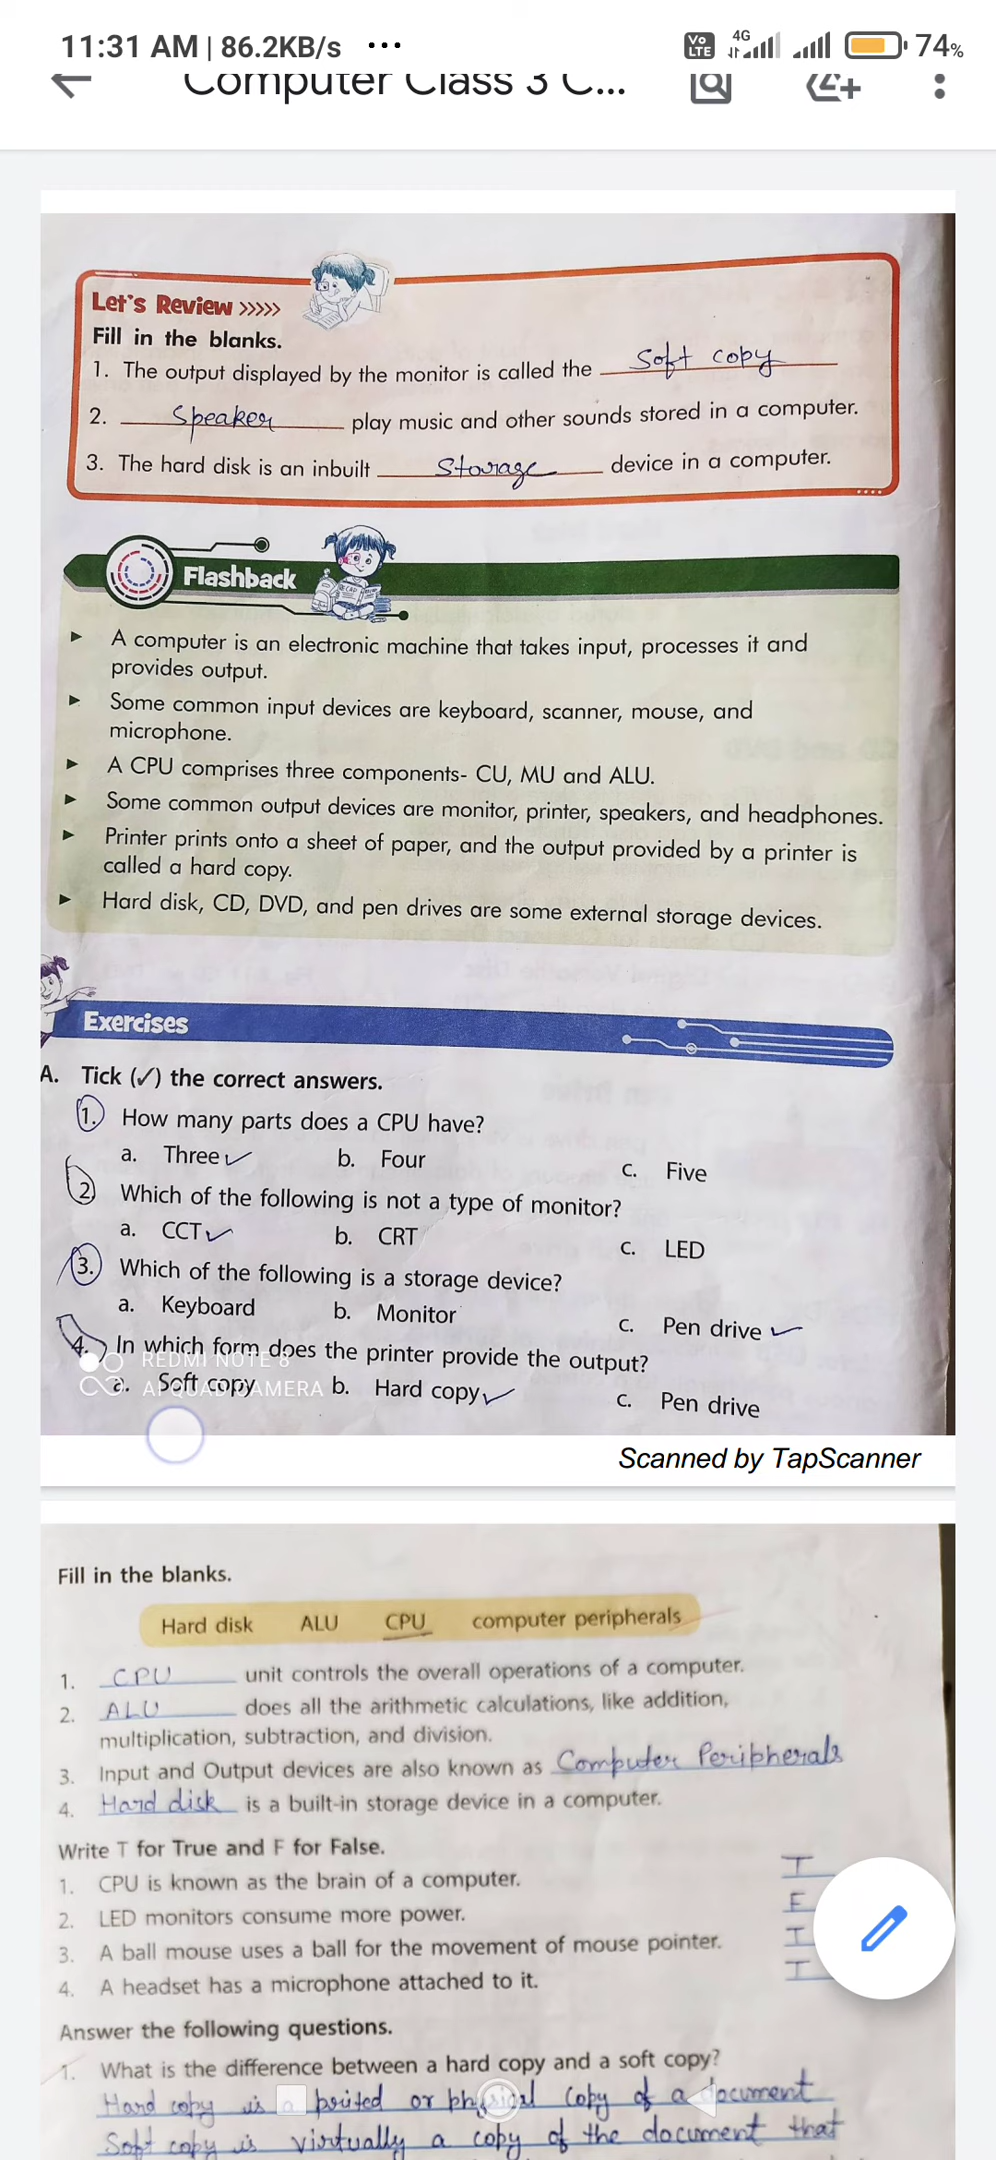 11:31 AM | 86.2KB/s ... Vo LTE 4G 74%
Computer Class 3 C...
Let's Review >>>>>
Fill in the blanks.
1. The output displayed by the monitor is called the Soft copy
2. Speaker play music and other sounds stored in a computer.
3. The hard disk is an inbuilt Storage device in a computer.
Flashback
A computer is an electronic machine that takes input, processes it and
provides output.
Some common input devices are keyboard, scanner, mouse, and
microphone.
A CPU comprises three components- CU, MU and ALU.
Some common output devices are monitor, printer, speakers, and headphones.
Printer prints onto a sheet of paper, and the output provided by a printer is
called a hard copy.
Hard disk, CD, DVD, and pen drives are some external storage devices.
Exercises
A. Tick (✓) the correct answers.
1. How many parts does a CPU have?
a. Three ✓ b. Four c. Five
2 Which of the following is not a type of monitor?
a. CCT ✓ b. CRT c. LED
3. Which of the following is a storage device?
a. Keyboard b. Monitor c. Pen drive ✓
4. In which form does the printer provide the output?
REDMI NOTE 8
a. Soft copy b. Hard copy ✓ c. Pen drive
AI QUAD CAMERA
Scanned by TapScanner
Fill in the blanks.
Hard disk ALU CPU computer peripherals
1. CPU unit controls the overall operations of a computer.
2. ALU does all the arithmetic calculations, like addition,
multiplication, subtraction, and division.
3. Input and Output devices are also known as Computer Peripherals
4. Hard disk is a built-in storage device in a computer.
Write T for True and F for False.
1. CPU is known as the brain of a computer. T
2. LED monitors consume more power. F
3. A ball mouse uses a ball for the movement of mouse pointer. T
4. A headset has a microphone attached to it. T
Answer the following questions.
1. What is the difference between a hard copy and a soft copy?
Hard copy is a printed or physical copy of a document
Soft copy is virtually a copy of the document that